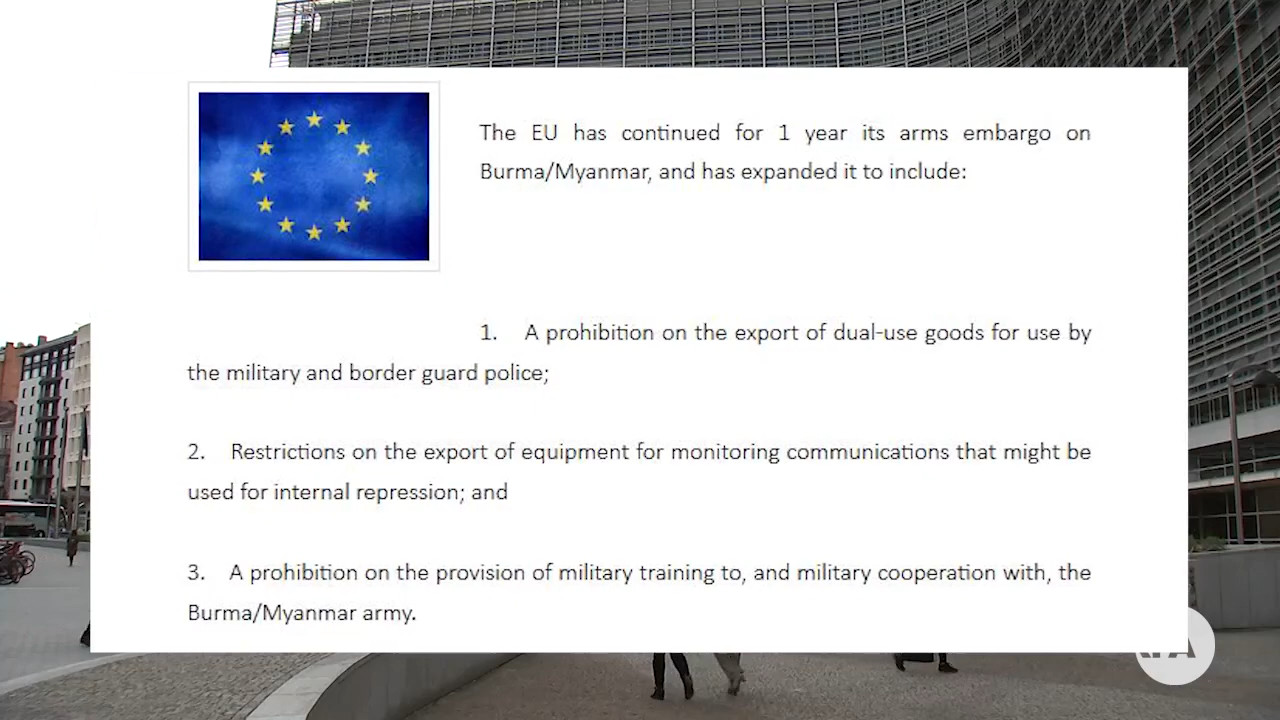 The EU has continued for 1 year its arms embargo on
Burma/Myanmar, and has expanded it to include:
1. A prohibition on the export of dual-use goods for use by
the military and border guard police;
2. Restrictions on the export of equipment for monitoring communications that might be
used for internal repression; and
3. A prohibition on the provision of military training to, and military cooperation with, the
Burma/Myanmar army.